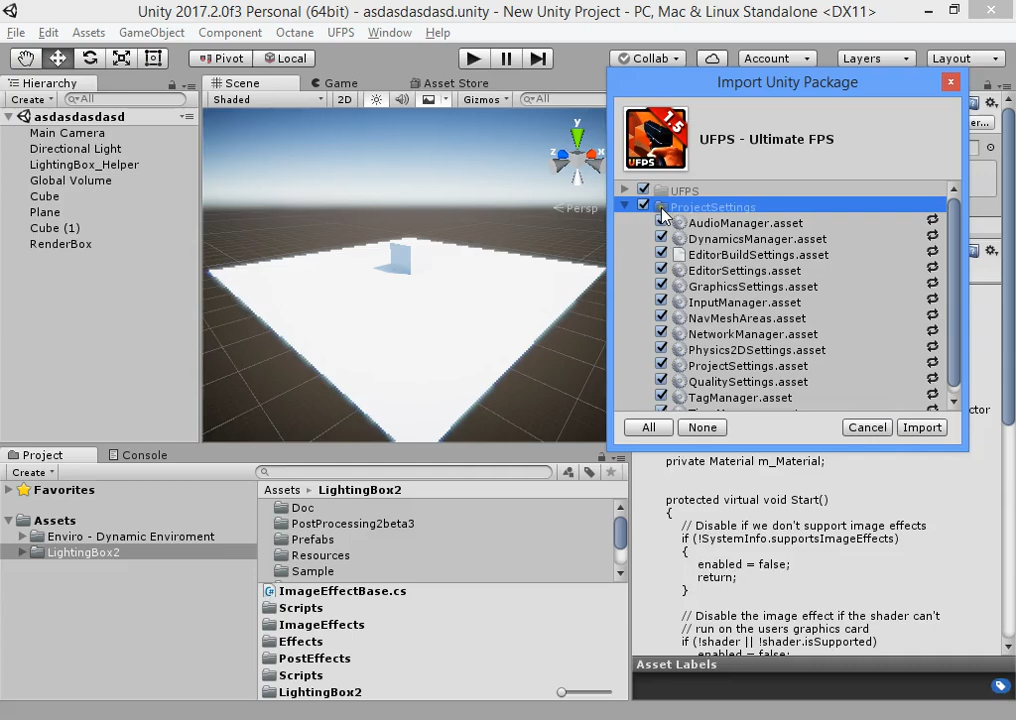 Unity 2017.2.0f3 Personal (64bit) - asdasdasdasd.unity - New Unity Project - PC, Mac & Linux Standalone <DX11>
File Edit Assets GameObject Component Octane UFPS Window Help
Pivot Local Collab Account Layers Layout
Hierarchy Scene Game Asset Store
Create All Shaded 2D Gizmos All
asdasdasdasd
Main Camera
Directional Light
LightingBox_Helper
Global Volume
Cube
Plane
Cube (1)
RenderBox
y
x
z
Persp
Import Unity Package
x
1.5
UFPS
UFPS - Ultimate FPS
UFPS
ProjectSettings
AudioManager.asset
DynamicsManager.asset
EditorBuildSettings.asset
EditorSettings.asset
GraphicsSettings.asset
InputManager.asset
NavMeshAreas.asset
NetworkManager.asset
Physics2DSettings.asset
ProjectSettings.asset
QualitySettings.asset
TagManager.asset
All None Cancel Import
Project Console
Create
Favorites
Assets
Enviro - Dynamic Enviroment
LightingBox2
Assets LightingBox2
Doc
PostProcessing2beta3
Prefabs
Resources
Sample
ImageEffectBase.cs
Scripts
ImageEffects
Effects
PostEffects
Scripts
LightingBox2
private Material m_Material;
protected virtual void Start()
{
// Disable if we don't support image effects
if (!SystemInfo.supportsImageEffects)
{
enabled = false;
return;
}
// Disable the image effect if the shader can't
// run on the users graphics card
if (!shader || !shader.isSupported)
enabled = false;
Asset Labels